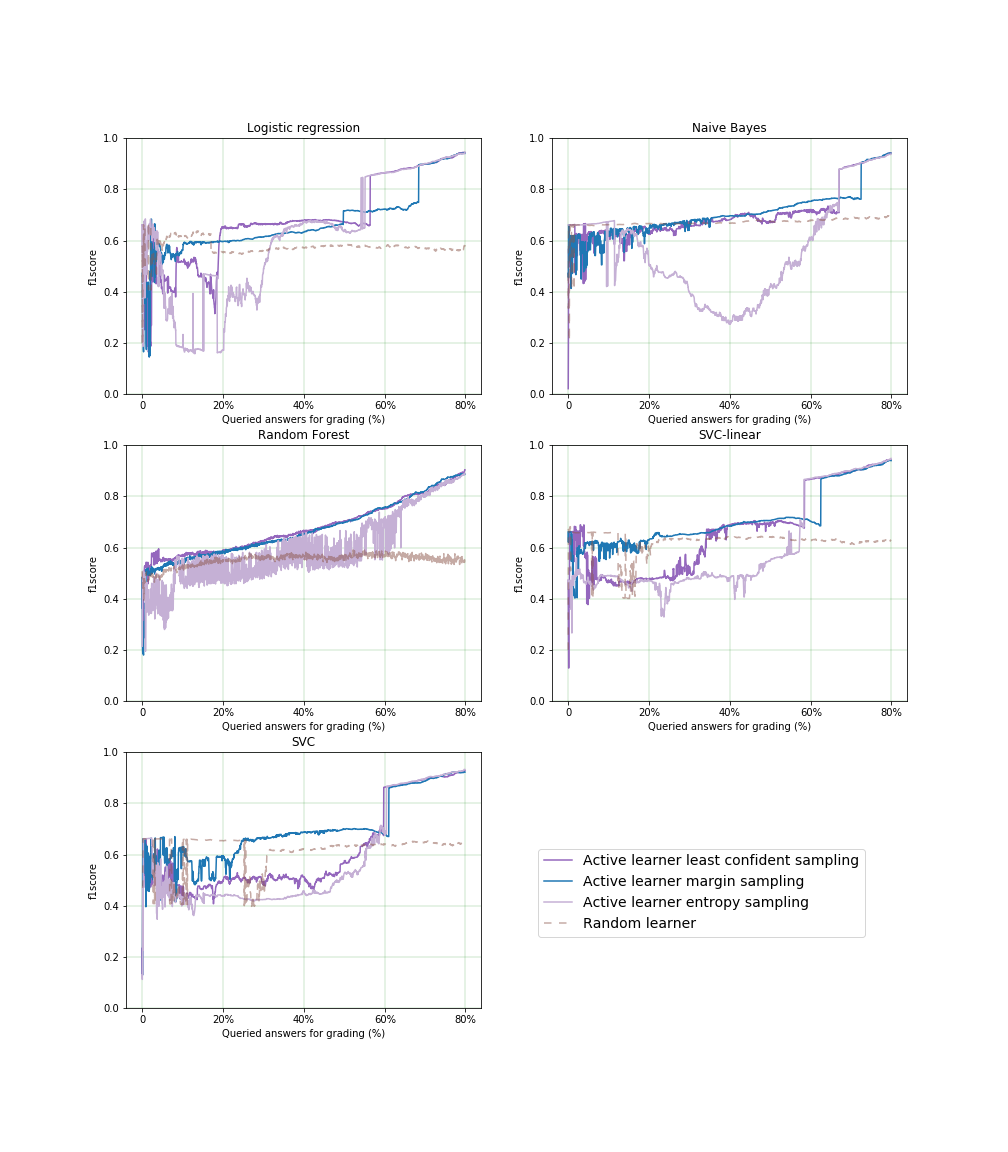 Logistic regression
1.0
0.8
0.6
0.4
0.2
0.0
f1score
0 20% 40% 60% 80%
Queried answers for grading (%)
Naive Bayes
1.0
0.8
0.6
0.4
0.2
0.0
f1score
0 20% 40% 60% 80%
Queried answers for grading (%)
Random Forest
1.0
0.8
0.6
0.4
0.2
0.0
f1score
0 20% 40% 60% 80%
Queried answers for grading (%)
SVC-linear
1.0
0.8
0.6
0.4
0.2
0.0
f1score
0 20% 40% 60% 80%
Queried answers for grading (%)
SVC
1.0
0.8
0.6
0.4
0.2
0.0
f1score
0 20% 40% 60% 80%
Queried answers for grading (%)
Active learner least confident sampling
Active learner margin sampling
Active learner entropy sampling
Random learner